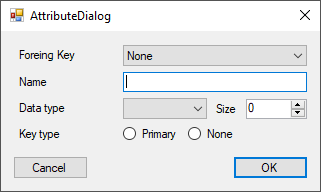 AttributeDialog
Foreing Key None
Name
Data type Size 0
Key type Primary None
Cancel OK